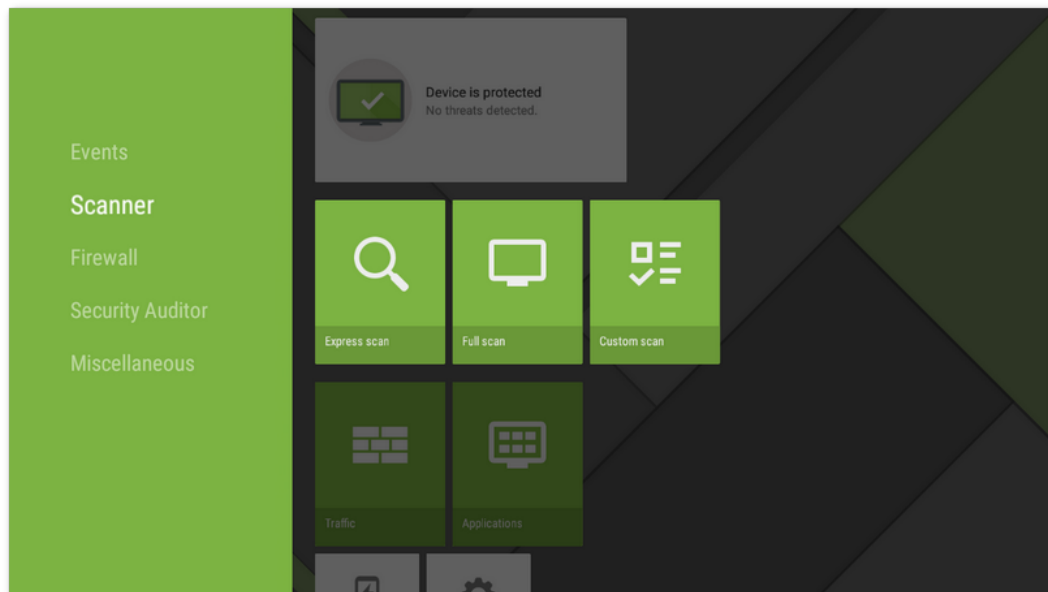 Events
Scanner
Firewall
Security Auditor
Miscellaneous
Device is protected
No threats detected.
Express scan
Full scan
Custom scan
Traffic
Applications